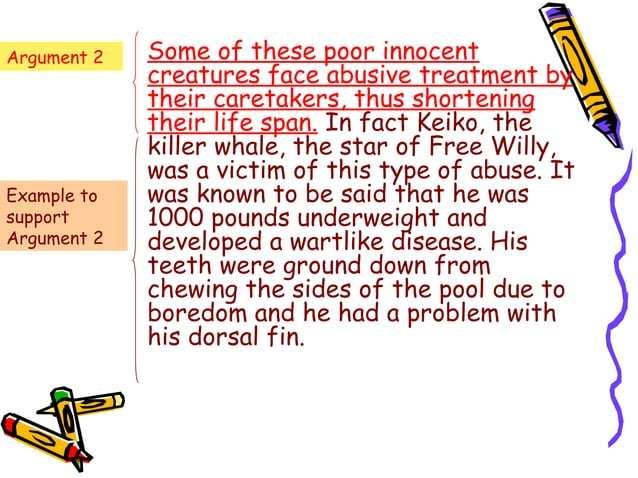 Argument 2
Some of these poor innocent
creatures face abusive treatment by
their caretakers, thus shortening
their life span. In fact Keiko, the
killer whale, the star of Free Willy,
was a victim of this type of abuse. It
was known to be said that he was
1000 pounds underweight and
developed a wartlike disease. His
teeth were ground down from
chewing the sides of the pool due to
boredom and he had a problem with
his dorsal fin.
Example to
support
Argument 2